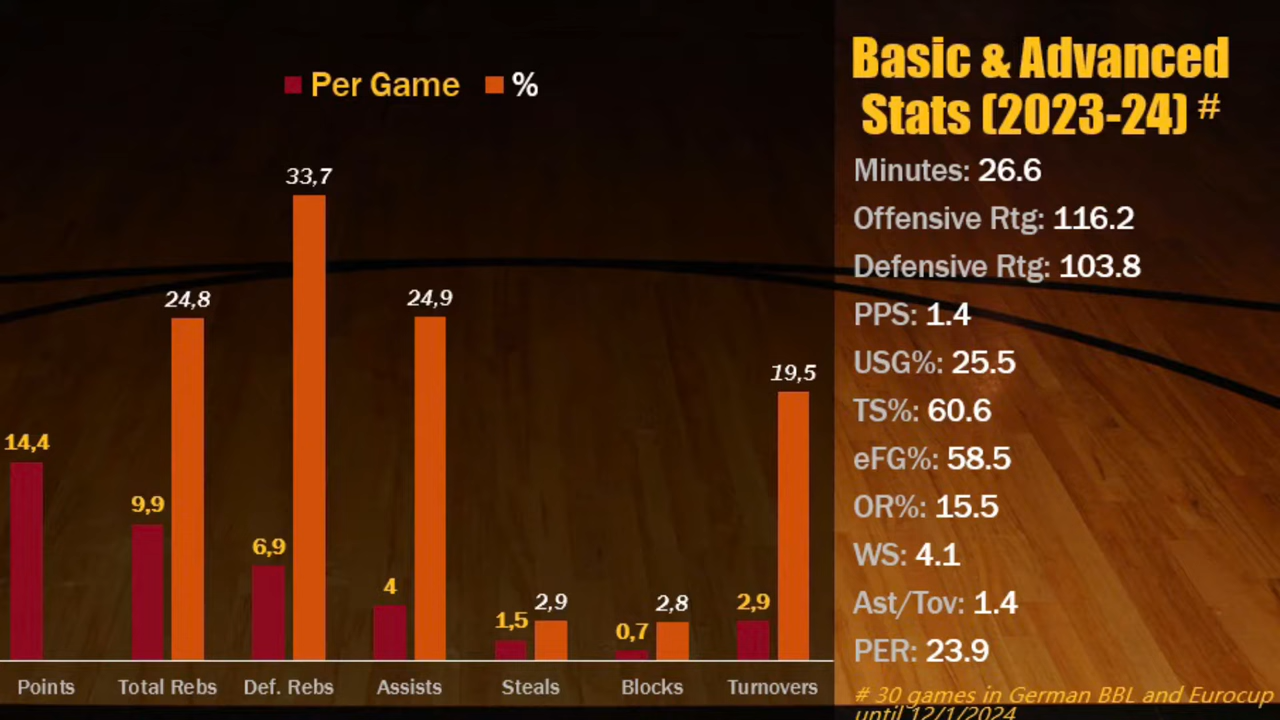 Per Game %
33,7
24,8
24,9
19,5
14,4
9,9
6,9
4
1,5
2,9
0,7
2,8
2,9
Points Total Rebs Def. Rebs Assists Steals Blocks Turnovers
Basic & Advanced
Stats (2023-24) #
Minutes: 26.6
Offensive Rtg: 116.2
Defensive Rtg: 103.8
PPS: 1.4
USG%: 25.5
TS%: 60.6
eFG%: 58.5
OR%: 15.5
WS: 4.1
Ast/Tov: 1.4
PER: 23.9
# 30 games in German BBL and Eurocup
until 12/1/2024